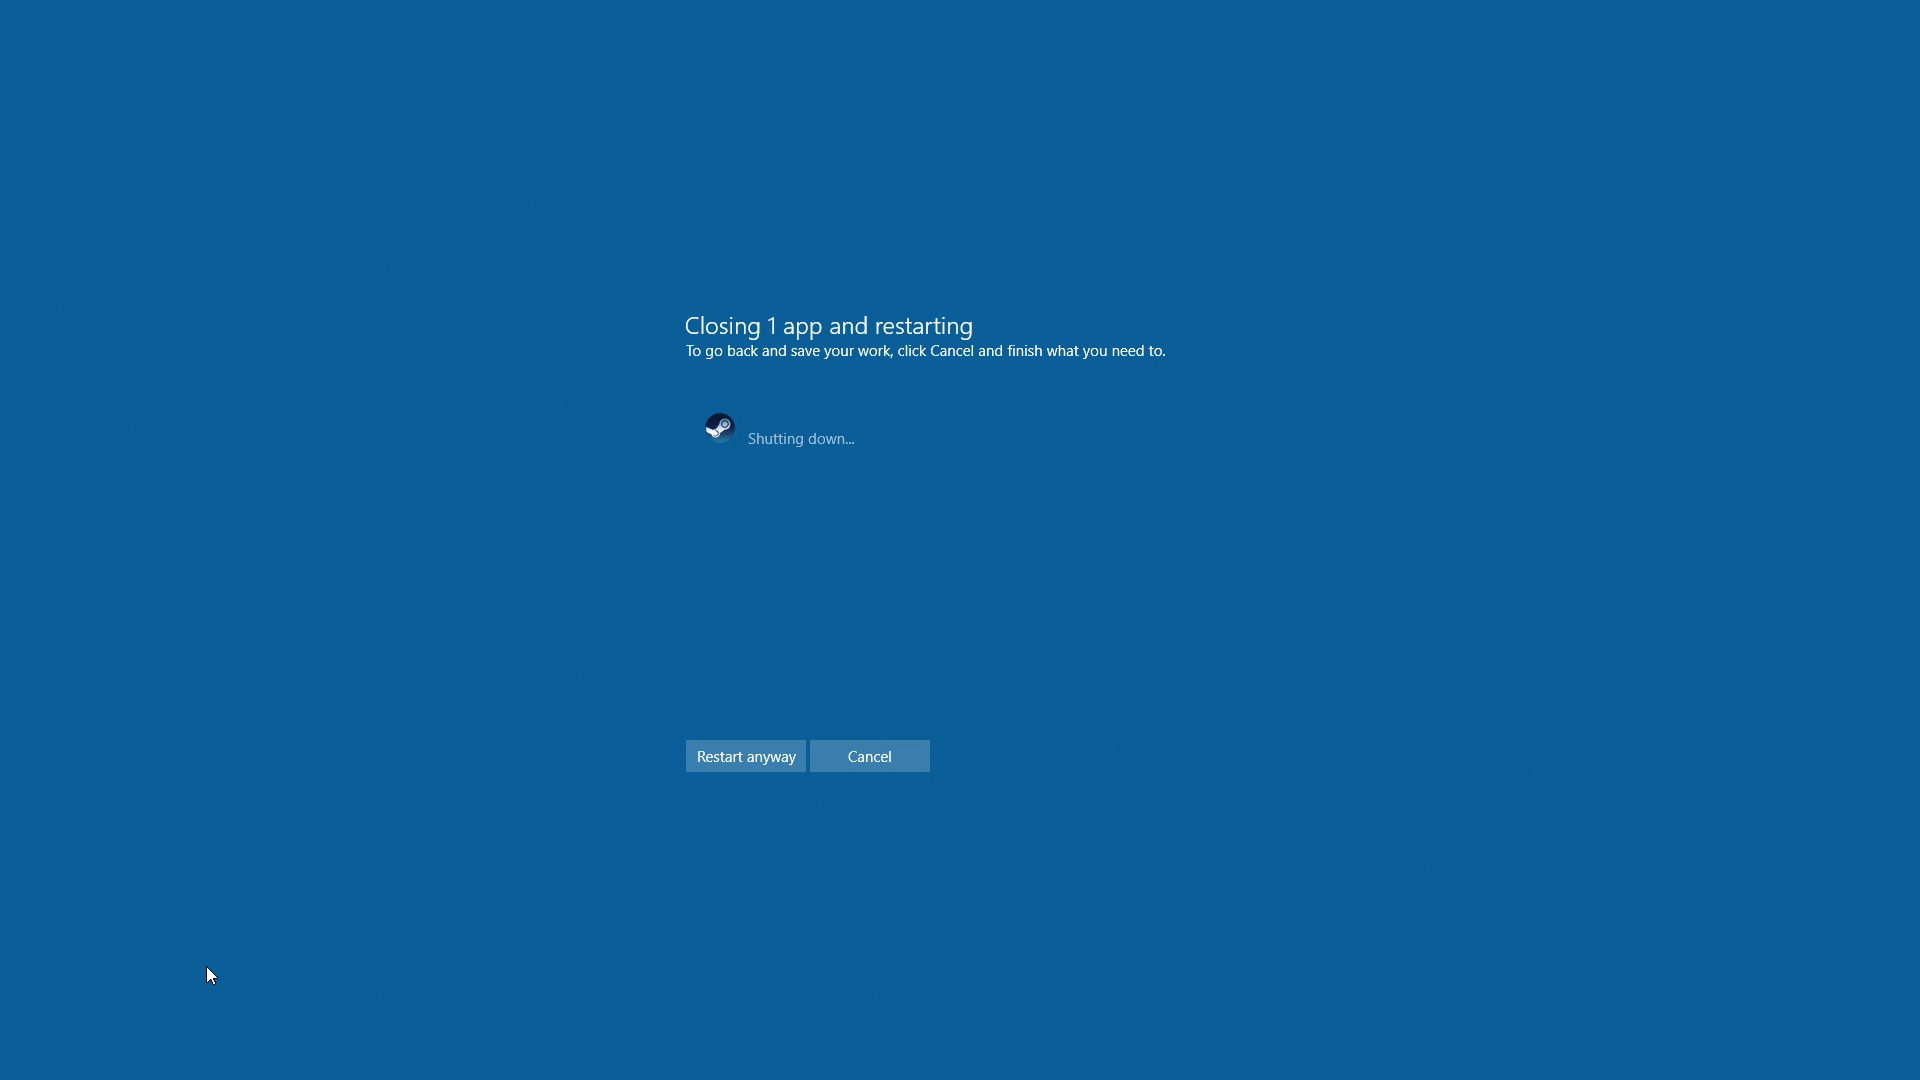 Closing 1 app and restarting
To go back and save your work, click Cancel and finish what you need to.
Shutting down...
Restart anyway
Cancel